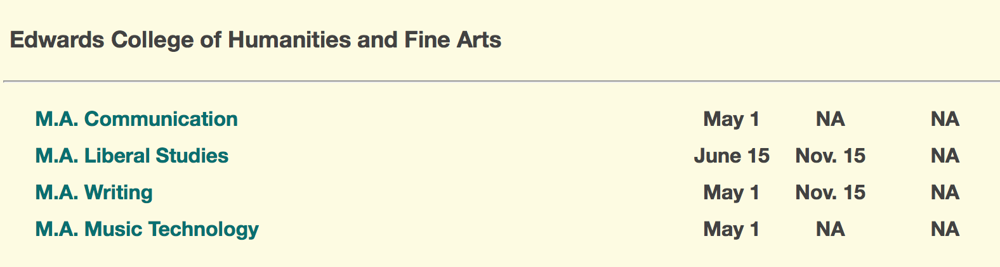 Edwards College of Humanities and Fine Arts
M.A. Communication May 1 NA NA
M.A. Liberal Studies June 15 Nov. 15 NA
M.A. Writing May 1 Nov. 15 NA
M.A. Music Technology May 1 NA NA